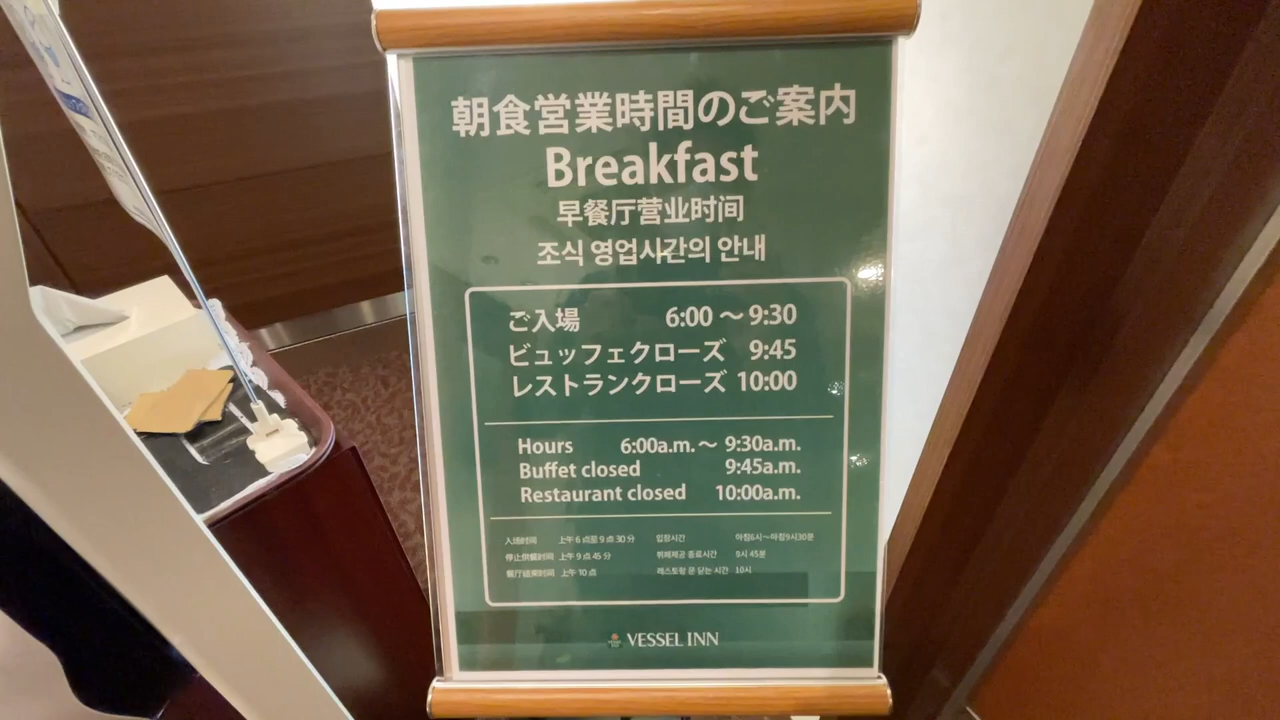 朝食営業時間のご案内
Breakfast
早餐厅营业时间
조식 영업시간의 안내
ご入場 6:00 ～ 9:30
ビュッフェクローズ 9:45
レストランクローズ 10:00
Hours 6:00a.m. ～ 9:30a.m.
Buffet closed 9:45a.m.
Restaurant closed 10:00a.m.
入场时间 上午 6 点至 9 点 30 分 입장시간 아침6시～아침9시30분
停止供餐时间 上午 9 点 45 分 뷔페제공 종료시간 9시 45분
餐厅结束时间 上午 10 点 레스토랑 문 닫는 시간 10시
VESSEL INN